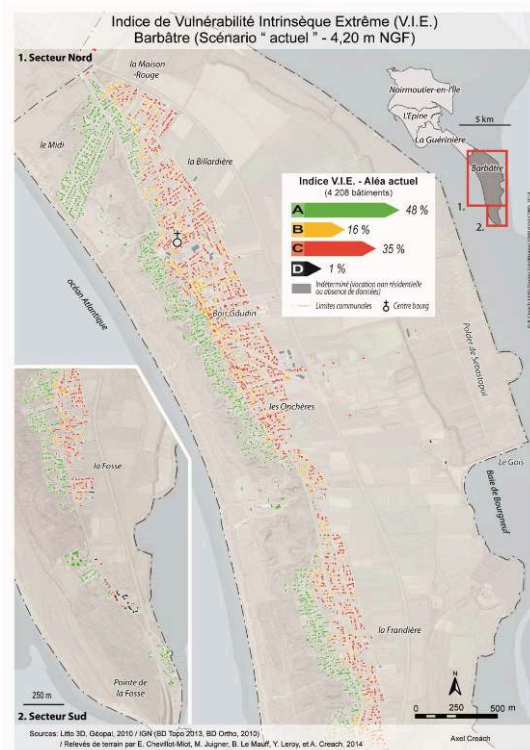 Indice de Vulnérabilité Intrinsèque Extrême (V.I.E.)
Barbâtre (Scénario “ actuel ” - 4,20 m NGF)
1. Secteur Nord
la Maison
-Rouge
Noirmoutier-en-l'île
L'Epine
5 km
La Guérinière
le Midi
Barbâtre
la Billardière
1.
2.
Indice V.I.E. - Aléa actuel
(4 208 bâtiments)
A 48 %
B 16 %
C 35 %
D 1 %
Indéterminé (vocation non résidentielle
ou absence de données)
Limites communales
Centre bourg
océan Atlantique
Bois Gaudin
Polder de Sébastopol
les Onchères
la Fosse
Le Gois
Baie de Bourgneuf
la Frandière
Pointe de
la Fosse
N
250 m
0 250 500 m
2. Secteur Sud
Sources: Litto 3D, Géopal, 2010 / IGN (BD Topo 2013, BD Ortho, 2010)
/ Relevés de terrain par E. Chevillot-Miot, M. Juigner, B. Le Mauff, Y. Leroy, et A. Creach, 2014
Axel Creach